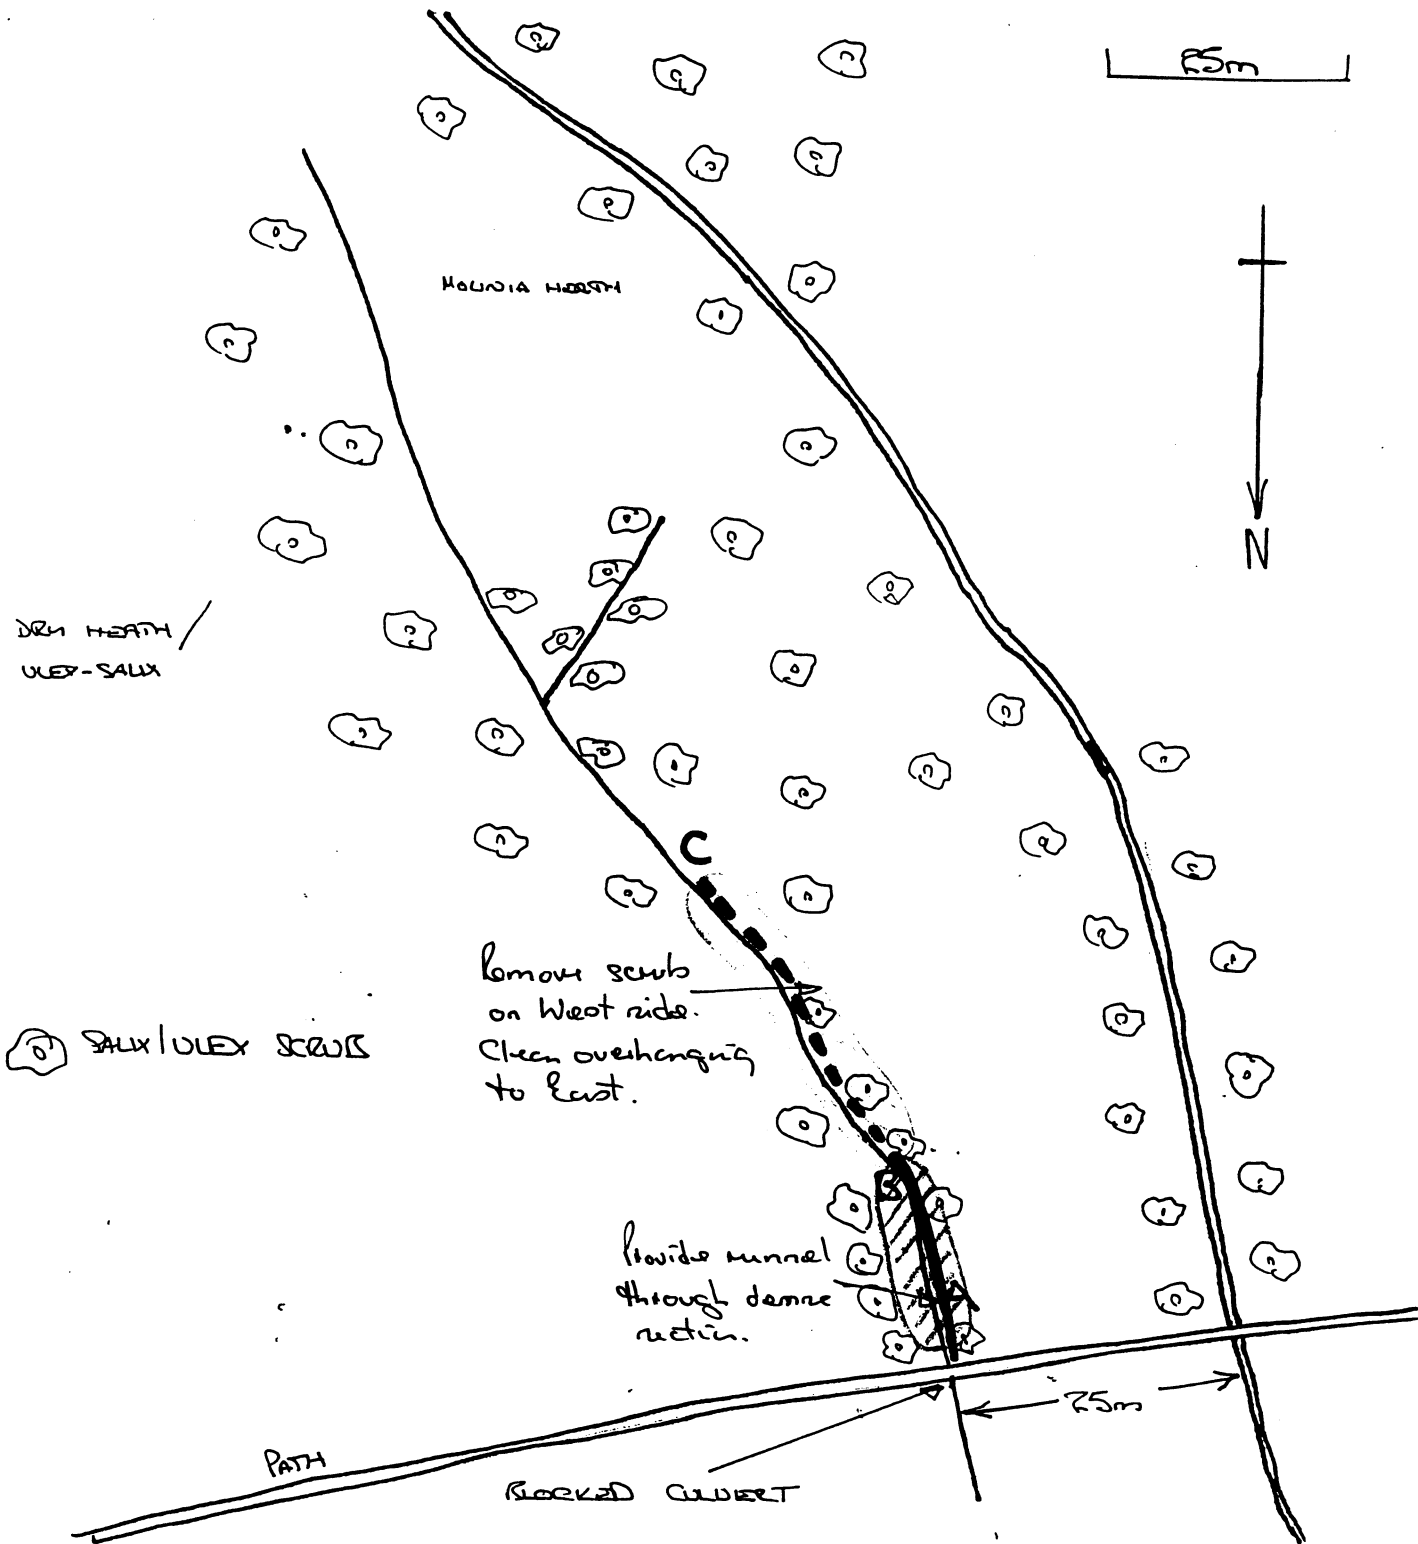 25m
MOLINIA HEATH
N
DRY HEATH/
ULEX-SALIX
C
Remove scrub
on West side.
Clean overhanging
to East.
SALIX/ULEX SCRUB
B
Provide runnel
through dense
section.
25m
PATH
BLOCKED CULVERT